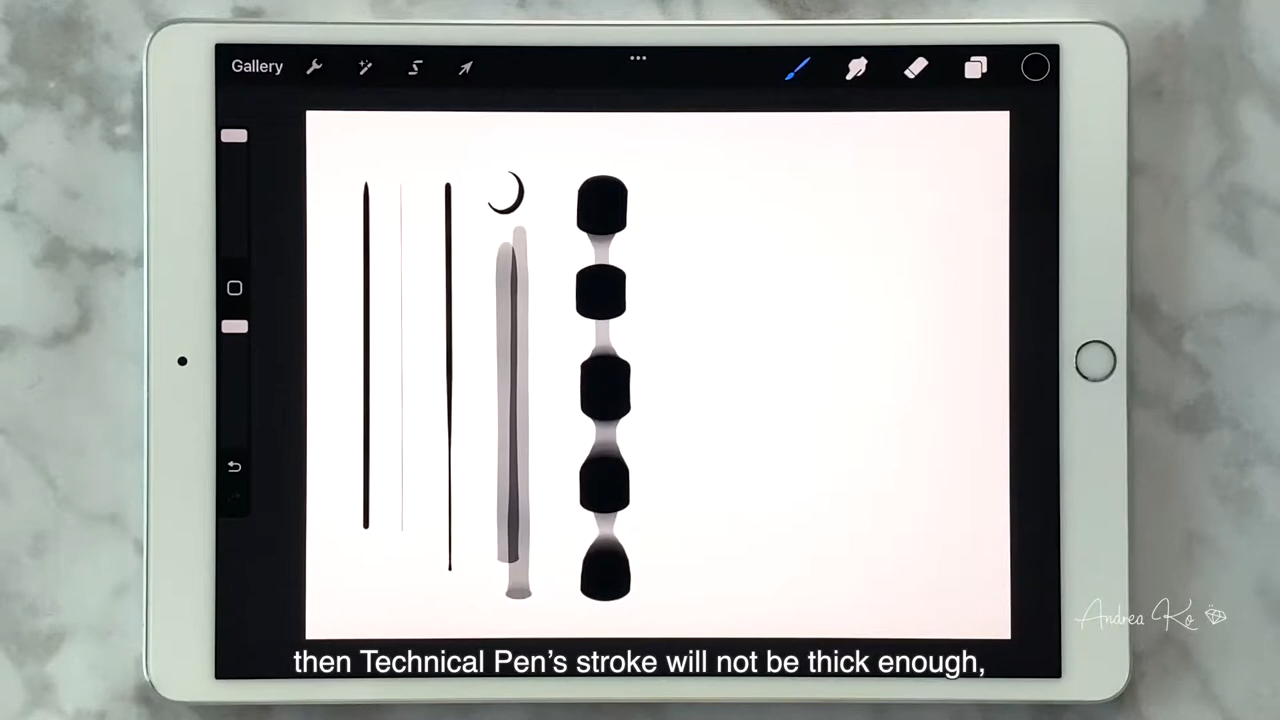 Gallery
Andrea Ko
then Technical Pen's stroke will not be thick enough,